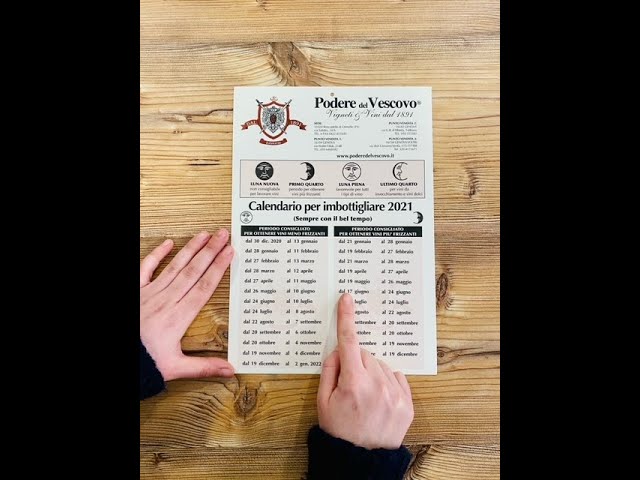 Podere del Vescovo®
Vigneti & Vini dal 1891
DAL 1891
www.poderedelvescovo.it
LUNA NUOVA
PRIMO QUARTO
LUNA PIENA
ULTIMO QUARTO
Calendario per imbottigliare 2021
(Sempre con il bel tempo)
PERIODO CONSIGLIATO
PER OTTENERE VINI MENO FRIZZANTI
dal 30 dic. 2020 al 13 gennaio
dal 28 gennaio al 11 febbraio
dal 27 febbraio al 13 marzo
dal 28 marzo al 12 aprile
dal 27 aprile al 11 maggio
dal 26 maggio al 10 giugno
dal 24 giugno al 10 luglio
dal 24 luglio al 8 agosto
dal 22 agosto al 7 settembre
dal 20 settembre al 6 ottobre
dal 20 ottobre al 4 novembre
dal 19 novembre al 4 dicembre
dal 19 dicembre al 2 gen. 2022
PERIODO CONSIGLIATO
PER OTTENERE VINI PIU' FRIZZANTI
dal 21 gennaio al 28 gennaio
dal 19 febbraio al 27 febbraio
dal 21 marzo al 28 marzo
dal 19 aprile al 27 aprile
dal 19 maggio al 26 maggio
dal 17 giugno al 24 giugno
luglio al 24 luglio
agosto al 22 agosto
al 20 settembre
al 20 ottobre
al 19 novembre
al 19 dicembre